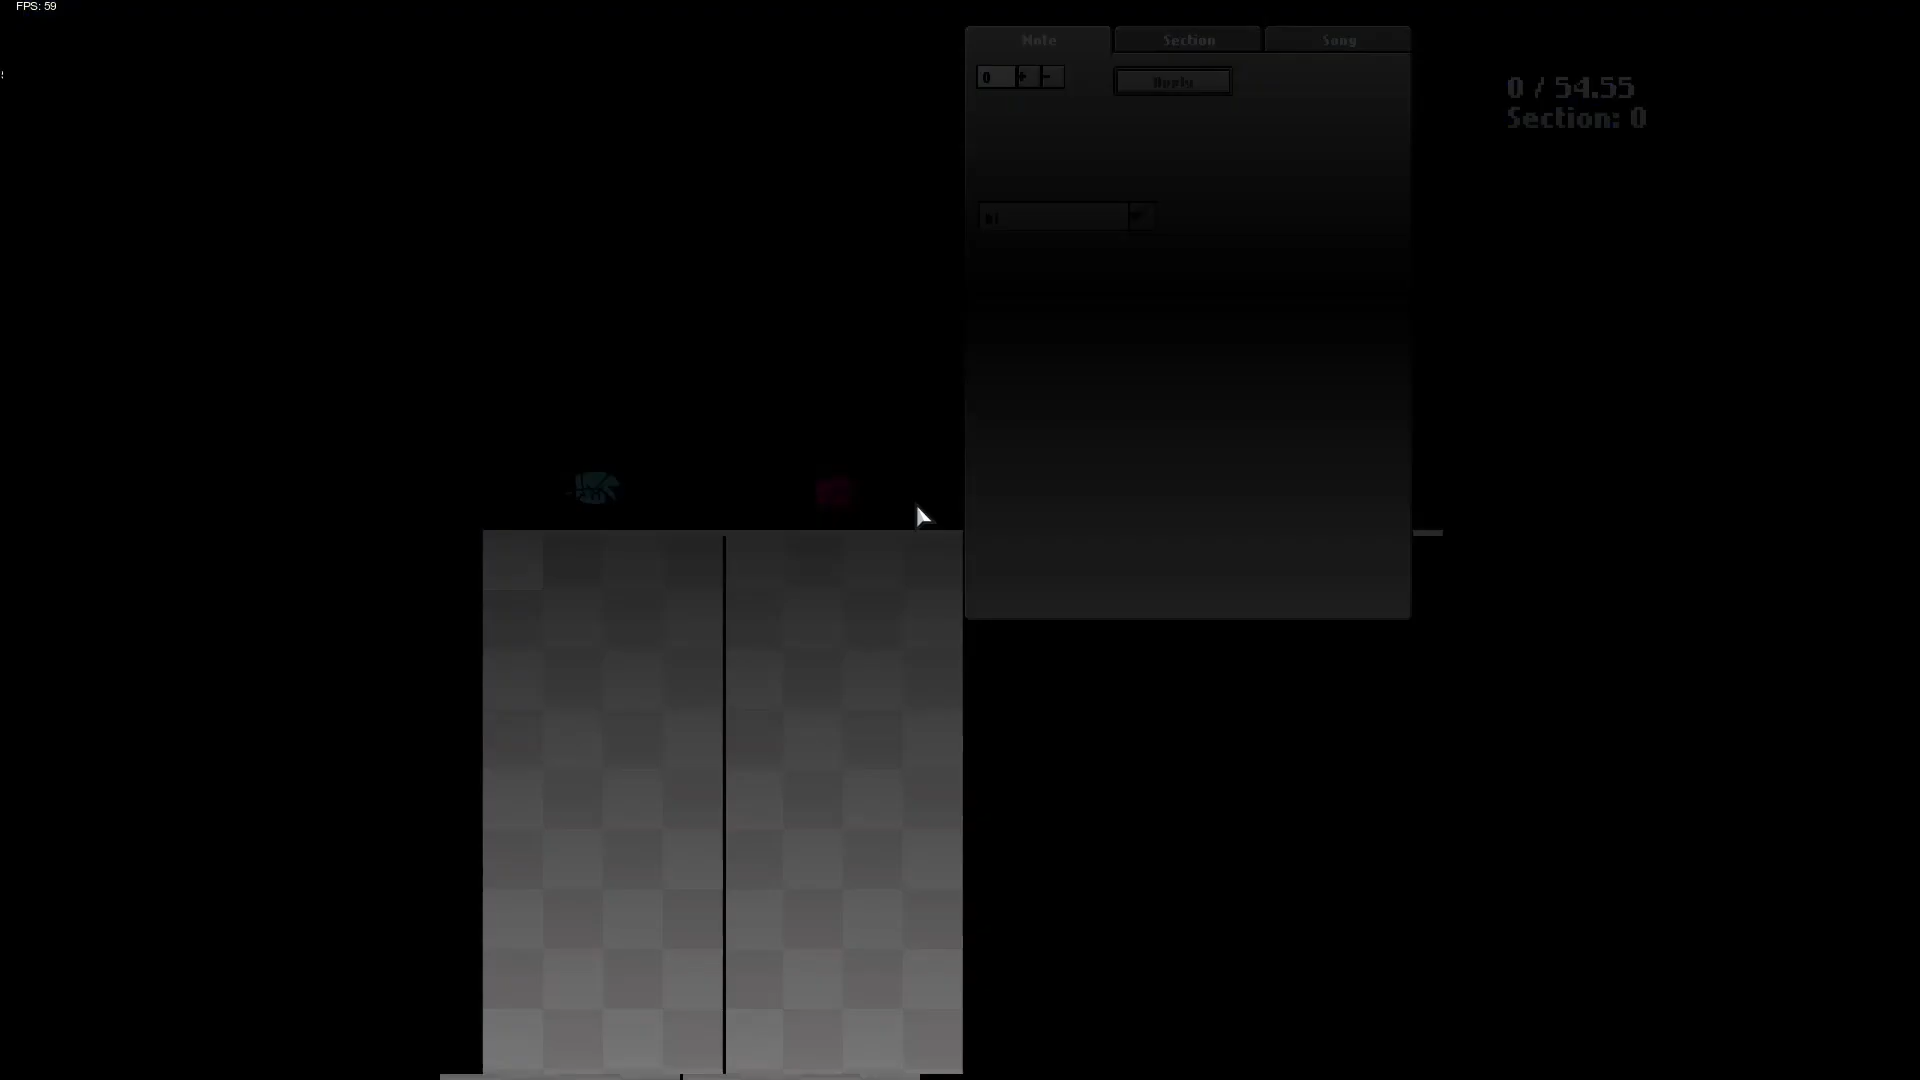 FPS: 59
Note Section Song
0 + -
Apply
0 / 54.55
Section: 0